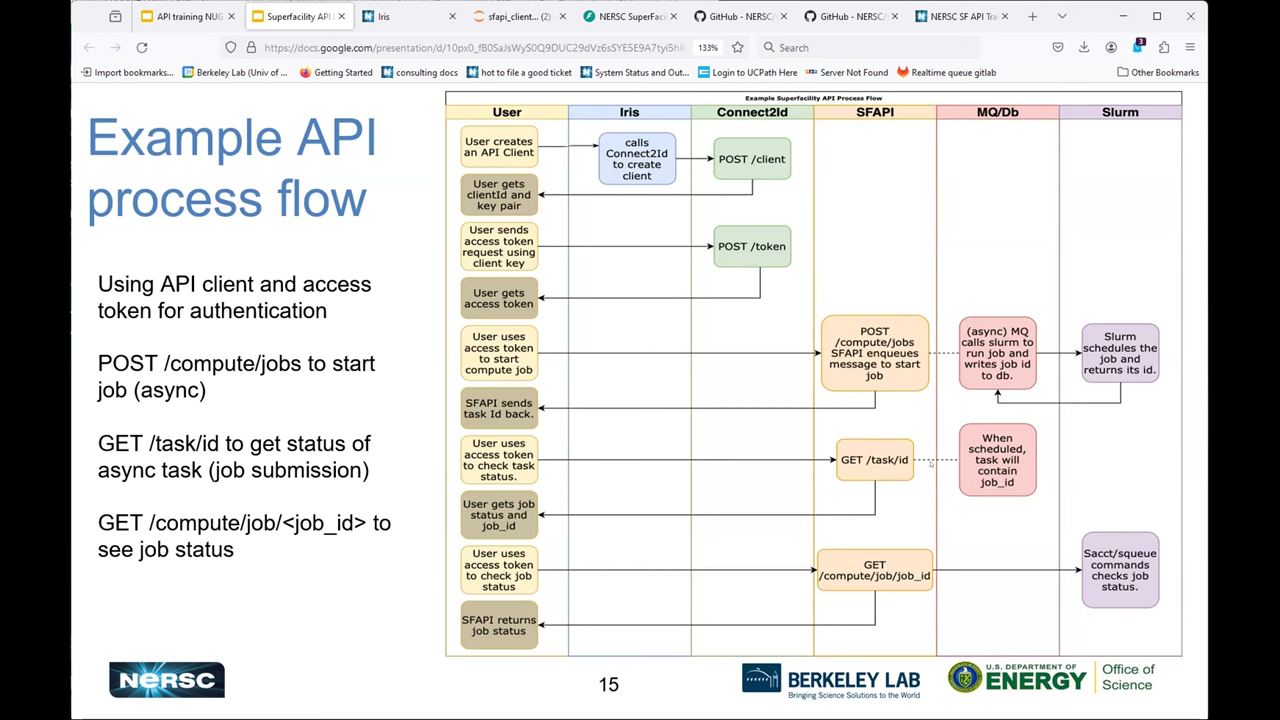 API training NUG
Superfacility API D
Iris
sfapi_client... (2)
NERSC SuperFaci
GitHub - NERSC/
GitHub - NERSC/
NERSC SF API Tra
https://docs.google.com/presentation/d/
133%
Search
Import bookmarks...
Berkeley Lab (Univ of ...
Getting Started
consulting docs
hot to file a good ticket
System Status and Out...
Login to UCPath Here
Server Not Found
Realtime queue gitlab
Other Bookmarks
Example API
process flow
Using API client and access
token for authentication
POST /compute/jobs to start
job (async)
GET /task/id to get status of
async task (job submission)
GET /compute/job/<job_id> to
see job status
Example Superfacility API Process Flow
User
Iris
Connect2Id
SFAPI
MQ/Db
Slurm
User creates
an API Client
calls
Connect2Id
to create
client
POST /client
User gets
clientId and
key pair
User sends
access token
request using
client key
POST /token
User gets
access token
User uses
access token
to start
compute job
POST
/compute/jobs
SFAPI enqueues
message to start
job
(async) MQ
calls slurm to
run job and
writes job id
to db.
Slurm
schedules the
job and
returns its id.
SFAPI sends
task Id back.
User uses
access token
to check task
status.
GET /task/id
When
scheduled,
task will
contain
job_id
User gets job
status and
job_id
User uses
access token
to check job
status
GET
/compute/job/job_id
Sacct/squeue
commands
checks job
status.
SFAPI returns
job status
NERSC
15
BERKELEY LAB
Bringing Science Solutions to the World
U.S. DEPARTMENT OF
ENERGY
Office of
Science